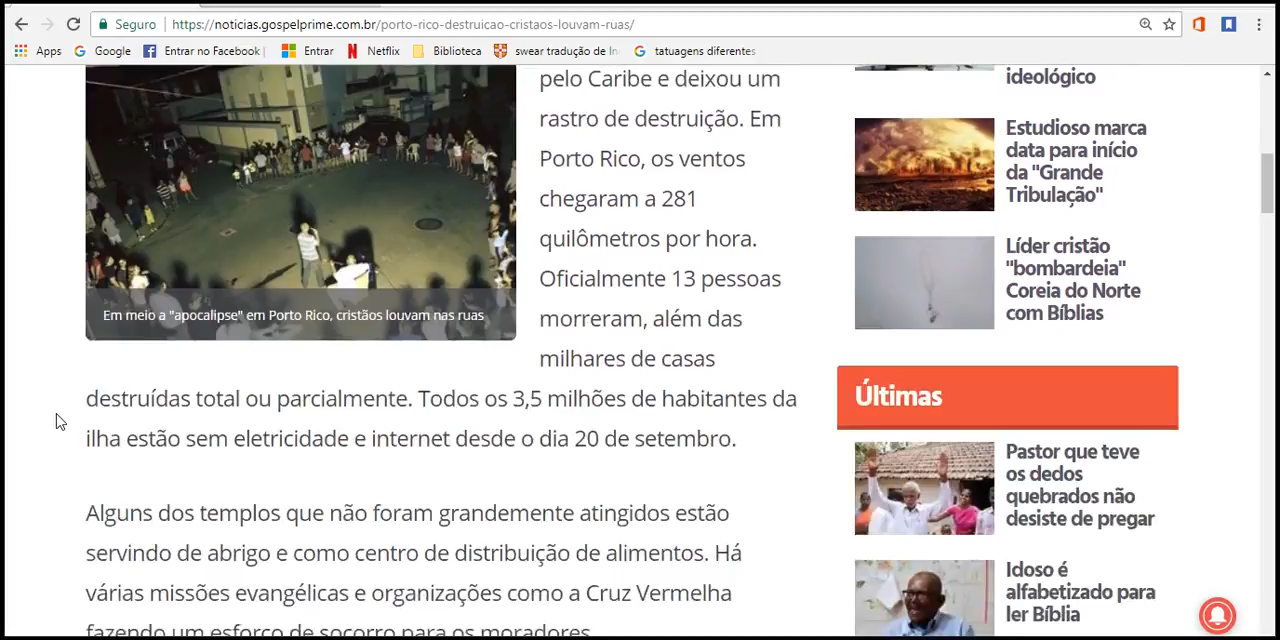 Seguro
https://noticias.gospelprime.com.br/porto-rico-destruicao-cristaos-louvam-ruas/
Apps
Google
Entrar no Facebook
Entrar
Netflix
Biblioteca
swear tradução de In
tatuagens diferentes
pelo Caribe e deixou um
rastro de destruição. Em
Porto Rico, os ventos
chegaram a 281
quilômetros por hora.
Oficialmente 13 pessoas
morreram, além das
milhares de casas
Em meio a "apocalipse" em Porto Rico, cristãos louvam nas ruas
destruídas total ou parcialmente. Todos os 3,5 milhões de habitantes da
ilha estão sem eletricidade e internet desde o dia 20 de setembro.
Alguns dos templos que não foram grandemente atingidos estão
servindo de abrigo e como centro de distribuição de alimentos. Há
várias missões evangélicas e organizações como a Cruz Vermelha
fazendo um esforço de socorro para os moradores
ideológico
Estudioso marca
data para início
da "Grande
Tribulação"
Líder cristão
"bombardeia"
Coreia do Norte
com Bíblias
Últimas
Pastor que teve
os dedos
quebrados não
desiste de pregar
Idoso é
alfabetizado para
ler Bíblia